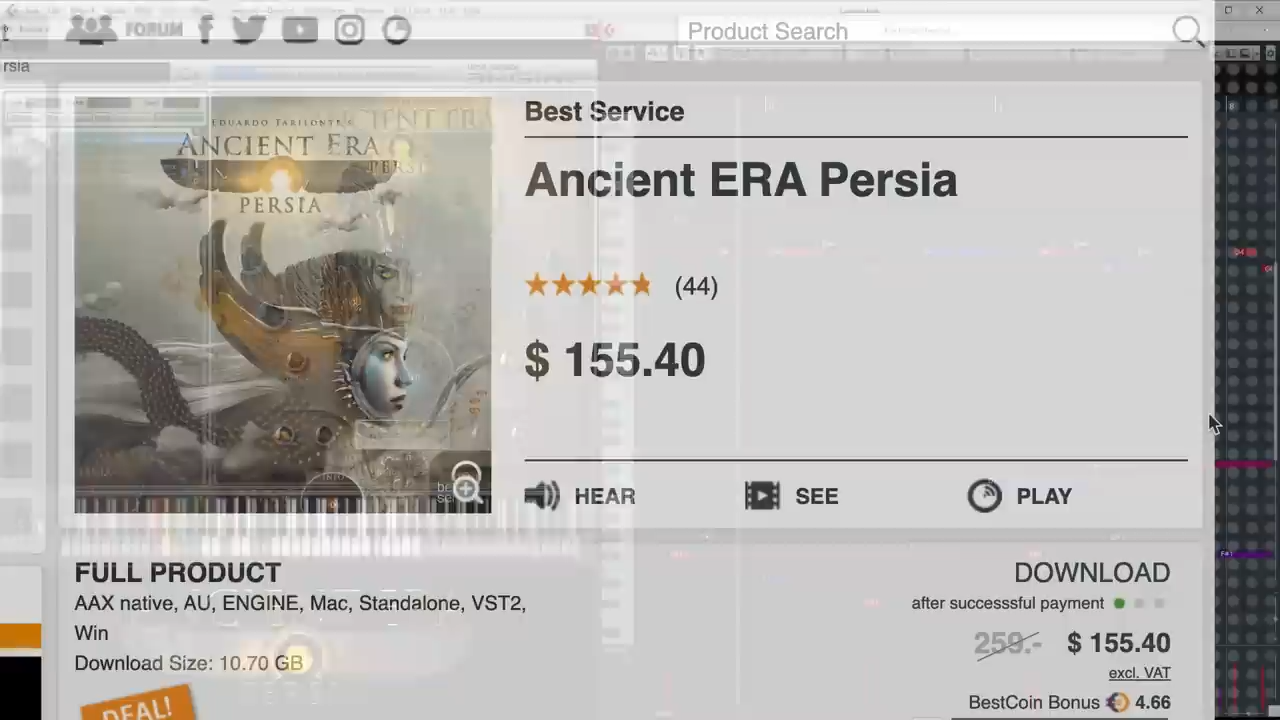 FORUM
Product Search
rsia
EDUARDO TARILONTE'S
ANCIENT ERA
PERSIA
Best Service
Ancient ERA Persia
(44)
$ 155.40
HEAR
SEE
PLAY
FULL PRODUCT
AAX native, AU, ENGINE, Mac, Standalone, VST2,
Win
Download Size: 10.70 GB
DEAL!
DOWNLOAD
after successsful payment
259.- $ 155.40
excl. VAT
BestCoin Bonus 4.66